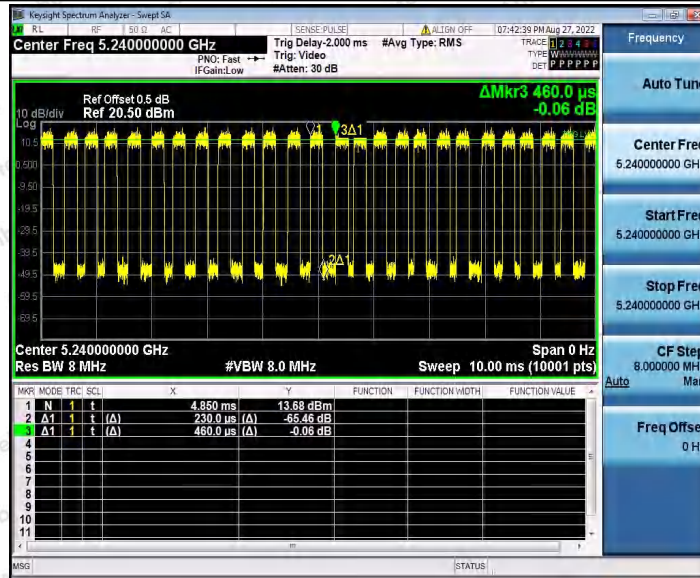 Keysight Spectrum Analyzer - Swept SA
RL RF 50 Ω AC SENSE:PULSE ALIGN OFF 07:42:39 PM Aug 27, 2022
Center Freq 5.240000000 GHz
PNO: Fast
IFGain:Low
Trig Delay-2.000 ms
Trig: Video
#Atten: 30 dB
#Avg Type: RMS
TRACE 1 2 3 4 5 6
TYPE WWWWWW
DET P P P P P P
Frequency
Auto Tune
Center Freq
5.240000000 GH
Start Freq
5.240000000 GH
Stop Freq
5.240000000 GH
CF Step
8.000000 MH
Auto Ma
Freq Offse
0 H
ΔMkr3 460.0 µs
-0.06 dB
Ref Offset 0.5 dB
10 dB/div Ref 20.50 dBm
Log
10.5
0.500
-9.50
-19.5
-29.5
-39.5
-49.5
-59.5
-69.5
1 3Δ1
2Δ1
Center 5.240000000 GHz Span 0 Hz
Res BW 8 MHz #VBW 8.0 MHz Sweep 10.00 ms (10001 pts)
MKR MODE TRC SCL X Y FUNCTION FUNCTION WIDTH FUNCTION VALUE
1 N 1 t 4.850 ms 13.68 dBm
2 Δ1 1 t (Δ) 230.0 µs (Δ) -65.46 dB
3 Δ1 1 t (Δ) 460.0 µs (Δ) -0.06 dB
4
5
6
7
8
9
10
11
MSG STATUS